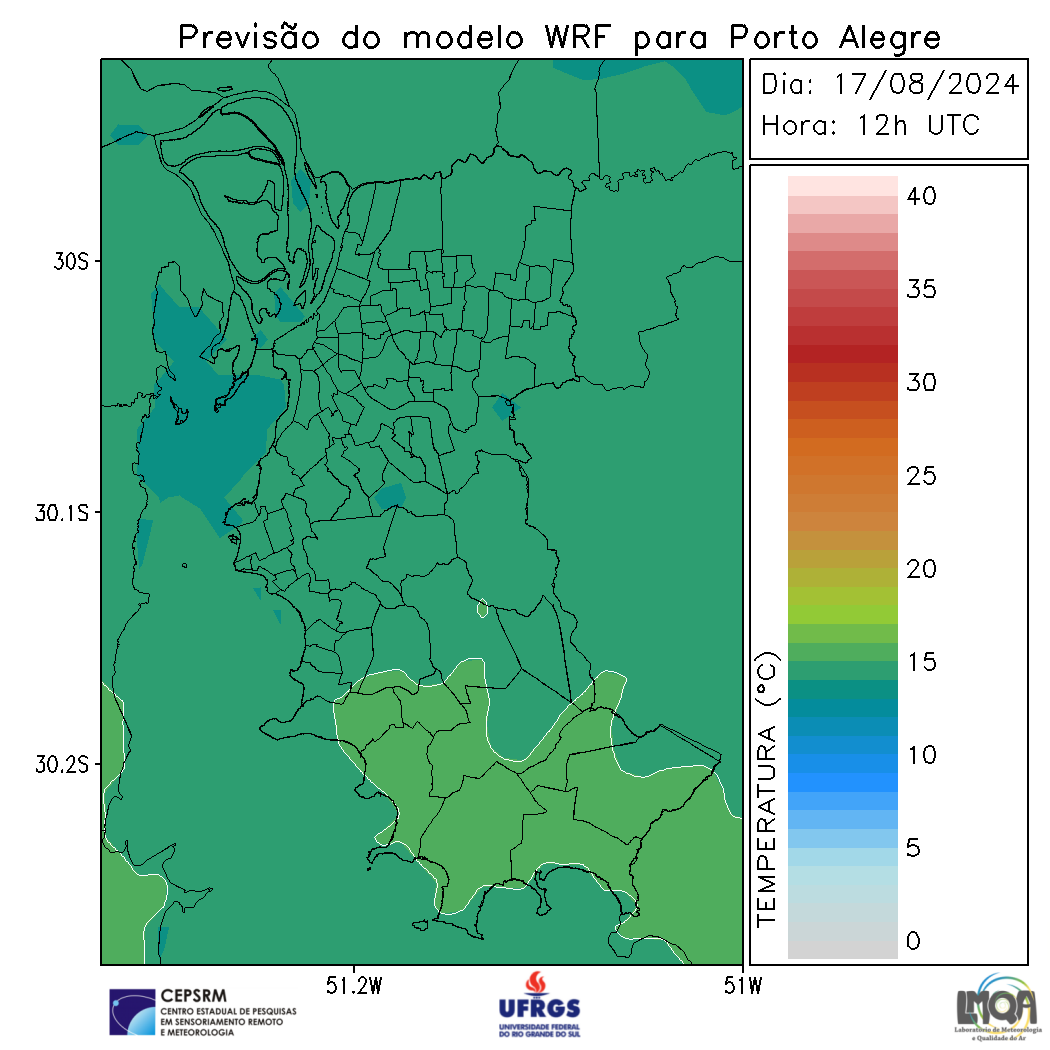 Previsão do modelo WRF para Porto Alegre
Dia: 17/08/2024
Hora: 12h UTC
40
35
30
25
20
15
10
5
0
TEMPERATURA (°C)
30S
30.1S
30.2S
51.2W
51W
CEPSRM
CENTRO ESTADUAL DE PESQUISAS
EM SENSORIAMENTO REMOTO
E METEOROLOGIA
UFRGS
UNIVERSIDADE FEDERAL
DO RIO GRANDE DO SUL
LMQA
Laboratório de Meteorologia
e Qualidade do Ar